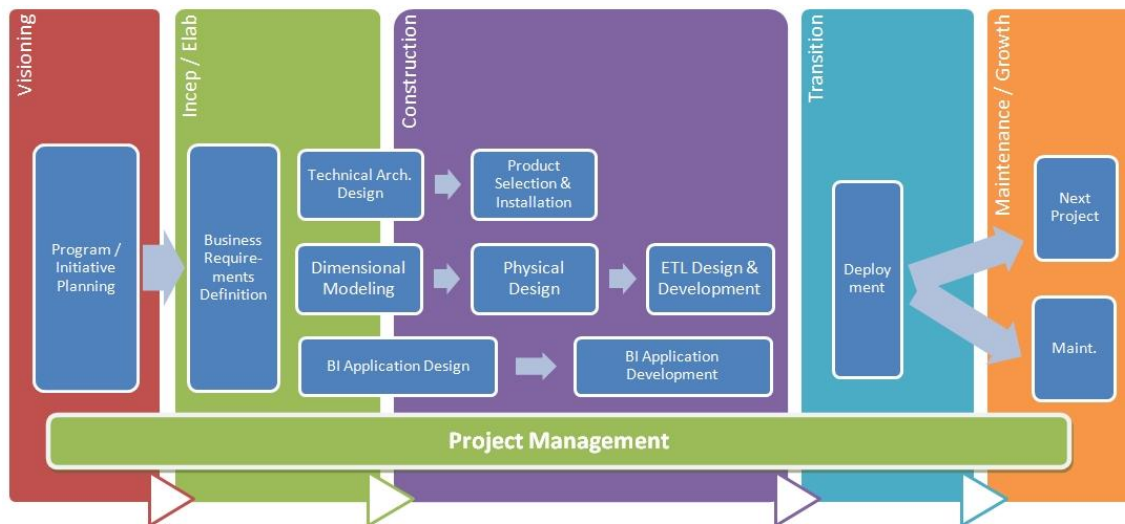 Visioning
Incep / Elab
Construction
Transition
Maintenance / Growth
Program /
Initiative
Planning
Business
Require-
ments
Definition
Technical Arch.
Design
Product
Selection &
Installation
Dimensional
Modeling
Physical
Design
ETL Design &
Development
BI Application Design
BI Application
Development
Deploy
ment
Next
Project
Maint.
Project Management